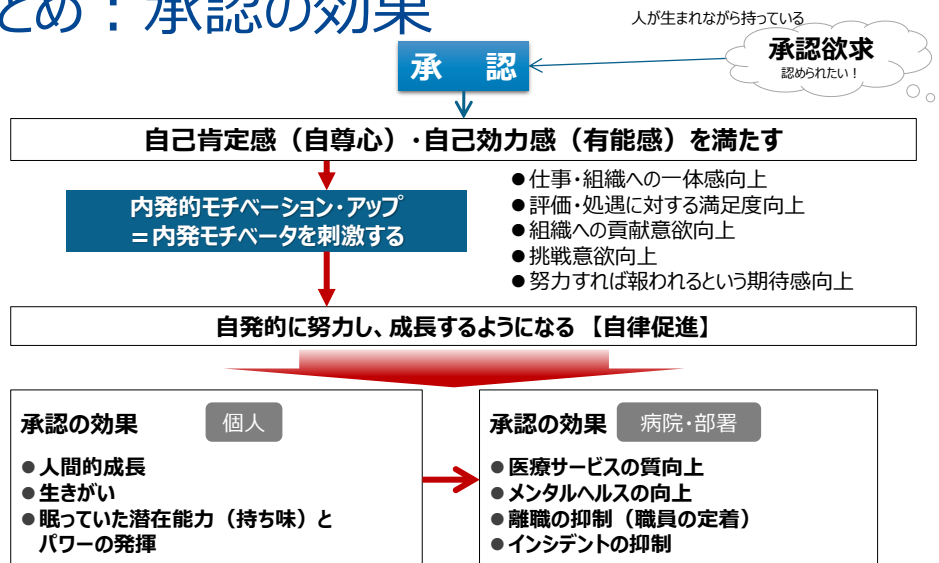 とめ：承認の効果
人が生まれながら持っている
承認欲求
認められたい！
承 認
自己肯定感（自尊心）・自己効力感（有能感）を満たす
内発的モチベーション・アップ
＝内発モチベータを刺激する
●仕事・組織への一体感向上
●評価・処遇に対する満足度向上
●組織への貢献意欲向上
●挑戦意欲向上
●努力すれば報われるという期待感向上
自発的に努力し、成長するようになる 【自律促進】
承認の効果 個人
●人間的成長
●生きがい
●眠っていた潜在能力（持ち味）と
パワーの発揮
承認の効果 病院・部署
●医療サービスの質向上
●メンタルヘルスの向上
●離職の抑制（職員の定着）
●インシデントの抑制